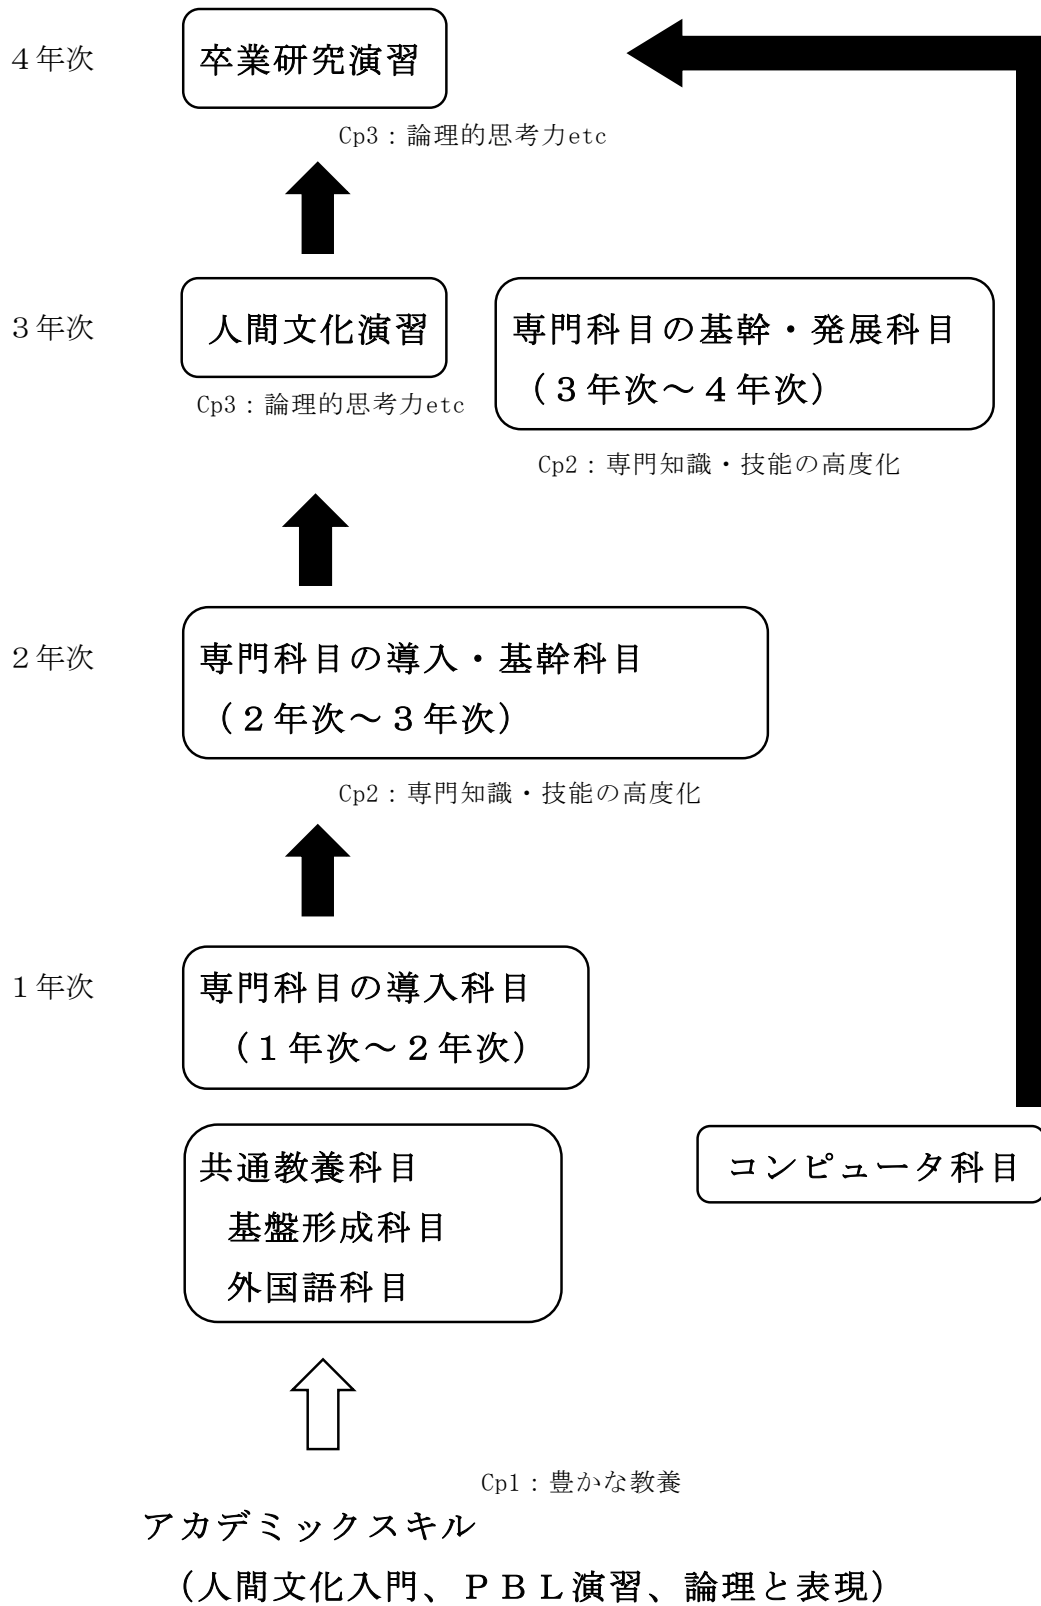 ４年次
卒業研究演習
Cp3：論理的思考力etc
３年次
人間文化演習
Cp3：論理的思考力etc
専門科目の基幹・発展科目
（３年次～４年次）
Cp2：専門知識・技能の高度化
２年次
専門科目の導入・基幹科目
（２年次～３年次）
Cp2：専門知識・技能の高度化
１年次
専門科目の導入科目
（１年次～２年次）
共通教養科目
基盤形成科目
外国語科目
コンピュータ科目
Cp1：豊かな教養
アカデミックスキル
（人間文化入門、ＰＢＬ演習、論理と表現）